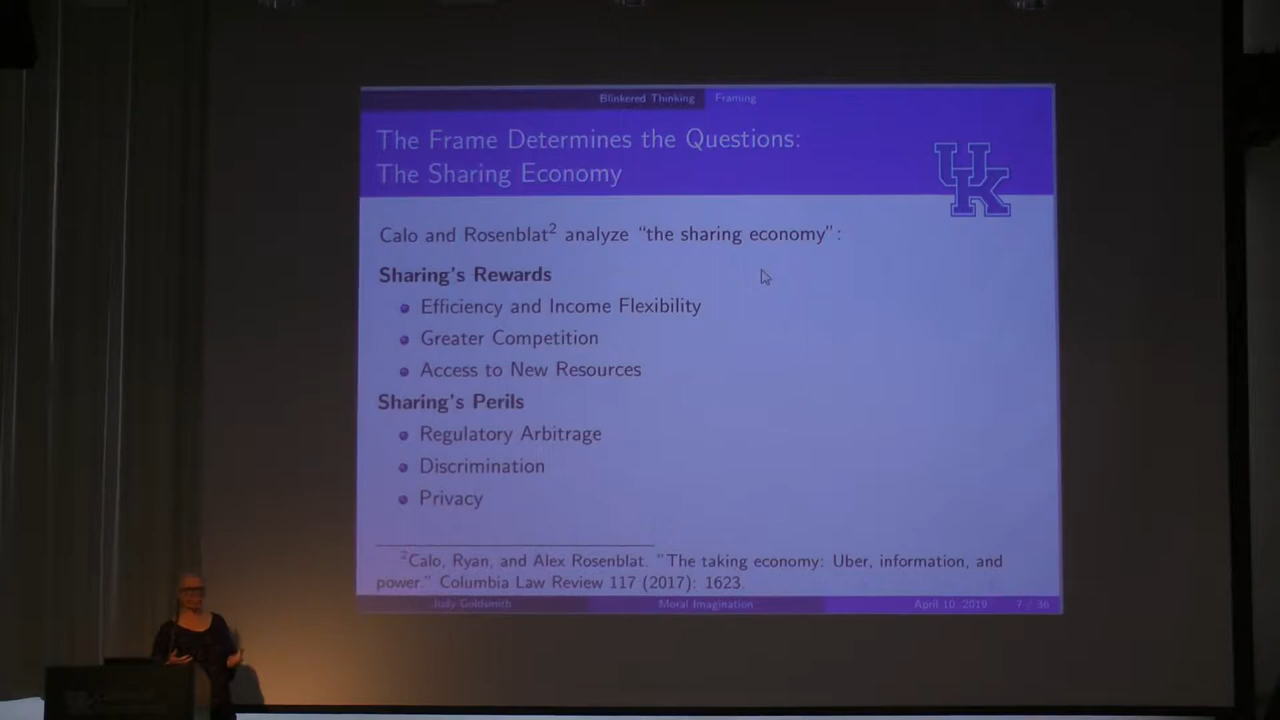 Blinkered Thinking Framing
The Frame Determines the Questions:
The Sharing Economy
UK
Calo and Rosenblat² analyze “the sharing economy”:
Sharing's Rewards
Efficiency and Income Flexibility
Greater Competition
Access to New Resources
Sharing's Perils
Regulatory Arbitrage
Discrimination
Privacy
²Calo, Ryan, and Alex Rosenblat. "The taking economy: Uber, information, and
power." Columbia Law Review 117 (2017): 1623.
Judy Goldsmith Moral Imagination April 10, 2019 7 / 36